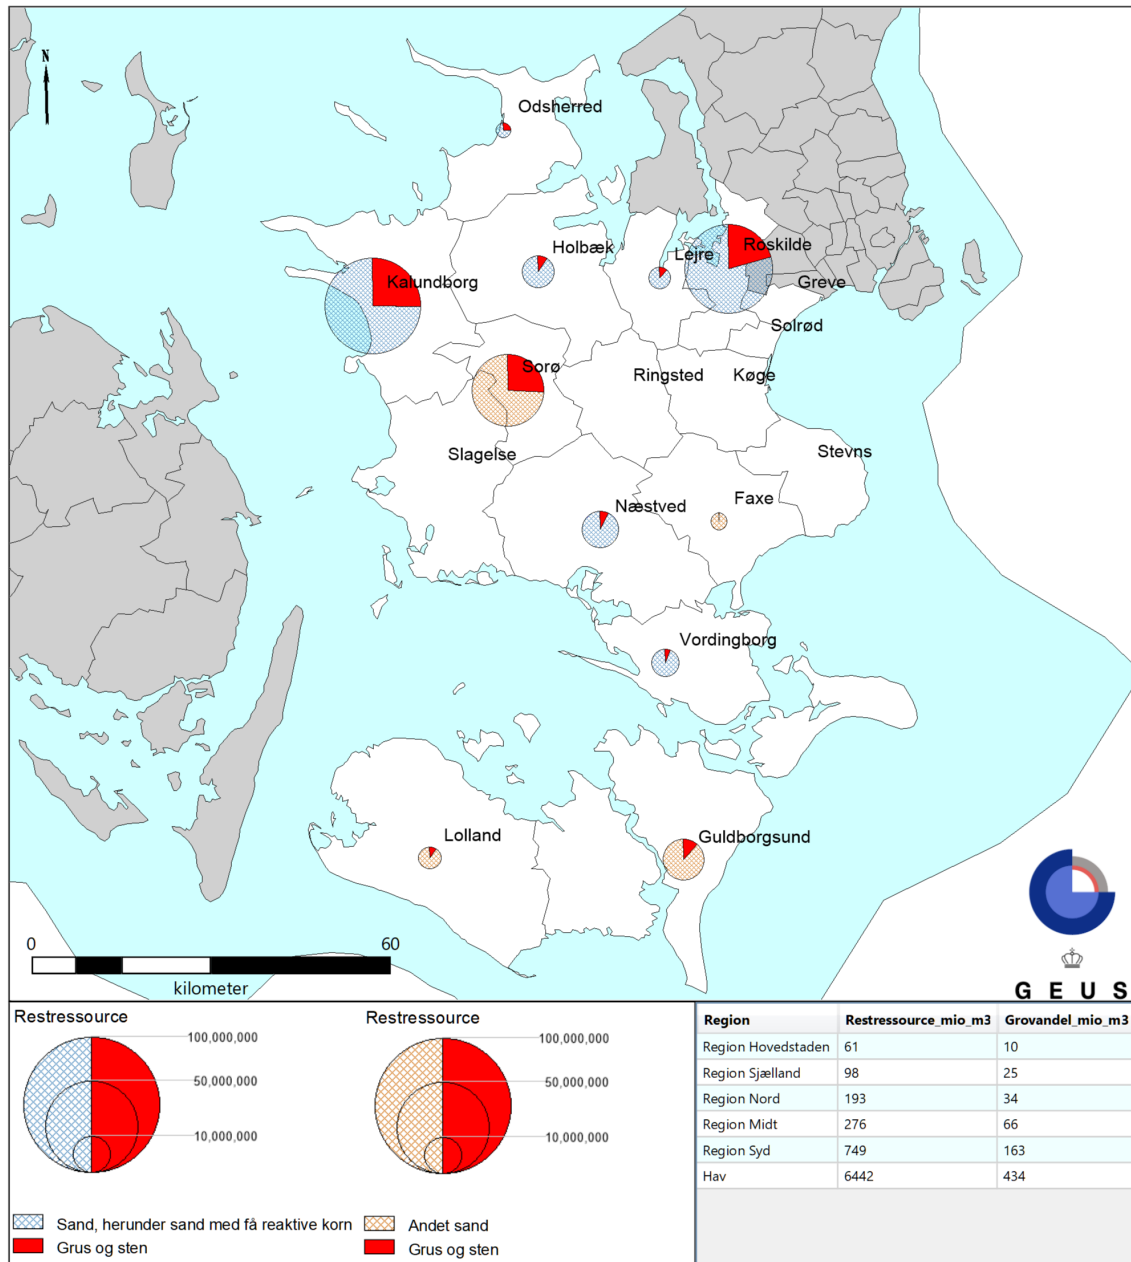 N
Odsherred
Holbæk
Lejre
Roskilde
Kalundborg
Greve
Solrød
Sorø
Ringsted
Køge
Slagelse
Stevns
Næstved
Faxe
Vordingborg
Lolland
Guldborgsund
0 60
kilometer
G E U S
Restressource
100,000,000
50,000,000
10,000,000
Sand, herunder sand med få reaktive korn
Grus og sten
Restressource
100,000,000
50,000,000
10,000,000
Andet sand
Grus og sten
Region Restressource_mio_m3 Grovandel_mio_m3
Region Hovedstaden 61 10
Region Sjælland 98 25
Region Nord 193 34
Region Midt 276 66
Region Syd 749 163
Hav 6442 434